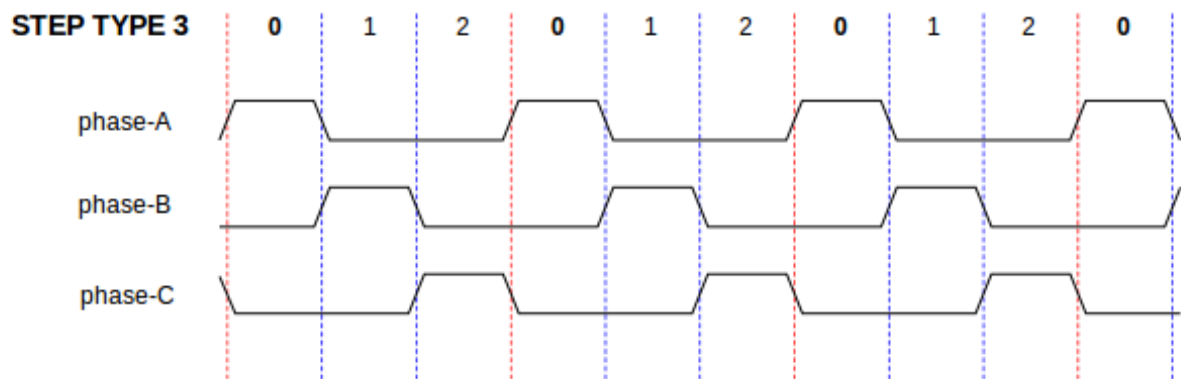 STEP TYPE 3 0 1 2 0 1 2 0 1 2 0
phase-A
phase-B
phase-C